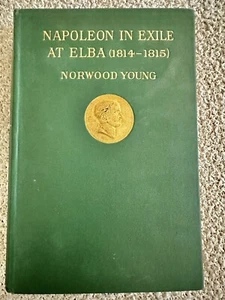 NAPOLEON IN EXILE
AT ELBA (1814–1815)
NORWOOD YOUNG